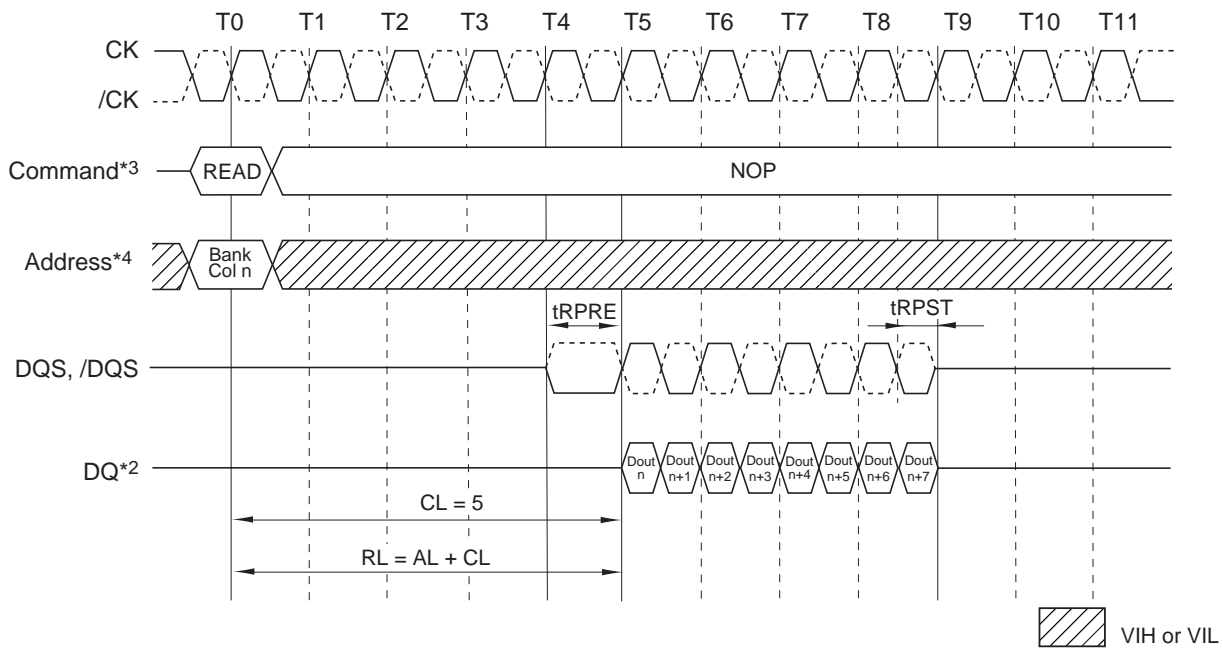 T0 T1 T2 T3 T4 T5 T6 T7 T8 T9 T10 T11
CK
/CK
Command*3 READ NOP
Address*4 Bank
Col n
tRPRE tRPST
DQS, /DQS
DQ*2 Dout Dout Dout Dout Dout Dout Dout Dout
n n+1 n+2 n+3 n+4 n+5 n+6 n+7
CL = 5
RL = AL + CL
VIH or VIL